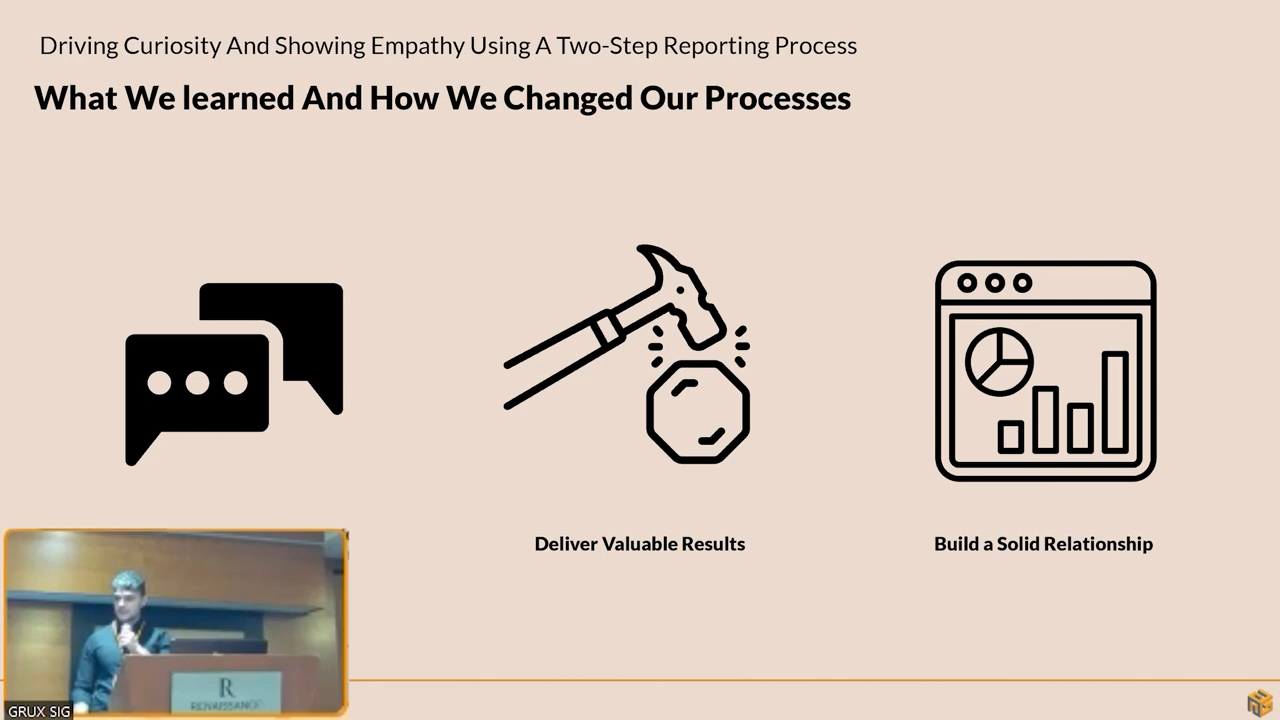 Driving Curiosity And Showing Empathy Using A Two-Step Reporting Process
What We learned And How We Changed Our Processes
Deliver Valuable Results
Build a Solid Relationship
R
RENAISSANCE
GRUX SIG